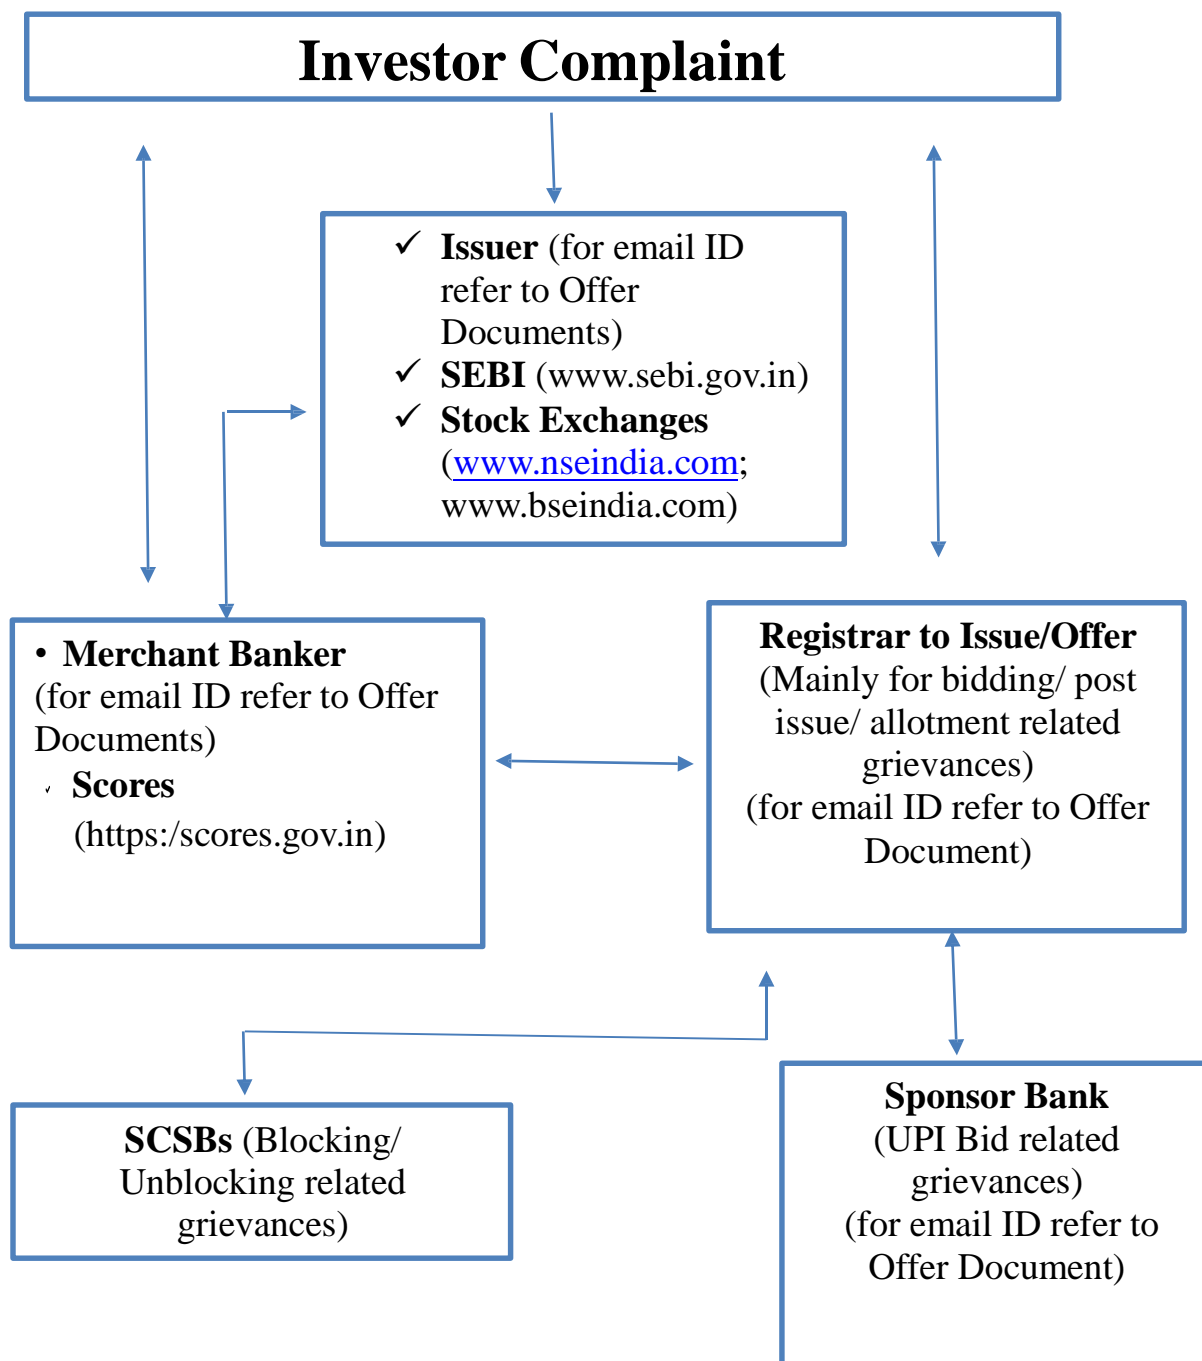 Investor Complaint
✓ Issuer (for email ID
refer to Offer
Documents)
✓ SEBI (www.sebi.gov.in)
✓ Stock Exchanges
(www.nseindia.com;
www.bseindia.com)
• Merchant Banker
(for email ID refer to Offer
Documents)
✓ Scores
(https:/scores.gov.in)
Registrar to Issue/Offer
(Mainly for bidding/ post
issue/ allotment related
grievances)
(for email ID refer to Offer
Document)
SCSBs (Blocking/
Unblocking related
grievances)
Sponsor Bank
(UPI Bid related
grievances)
(for email ID refer to
Offer Document)